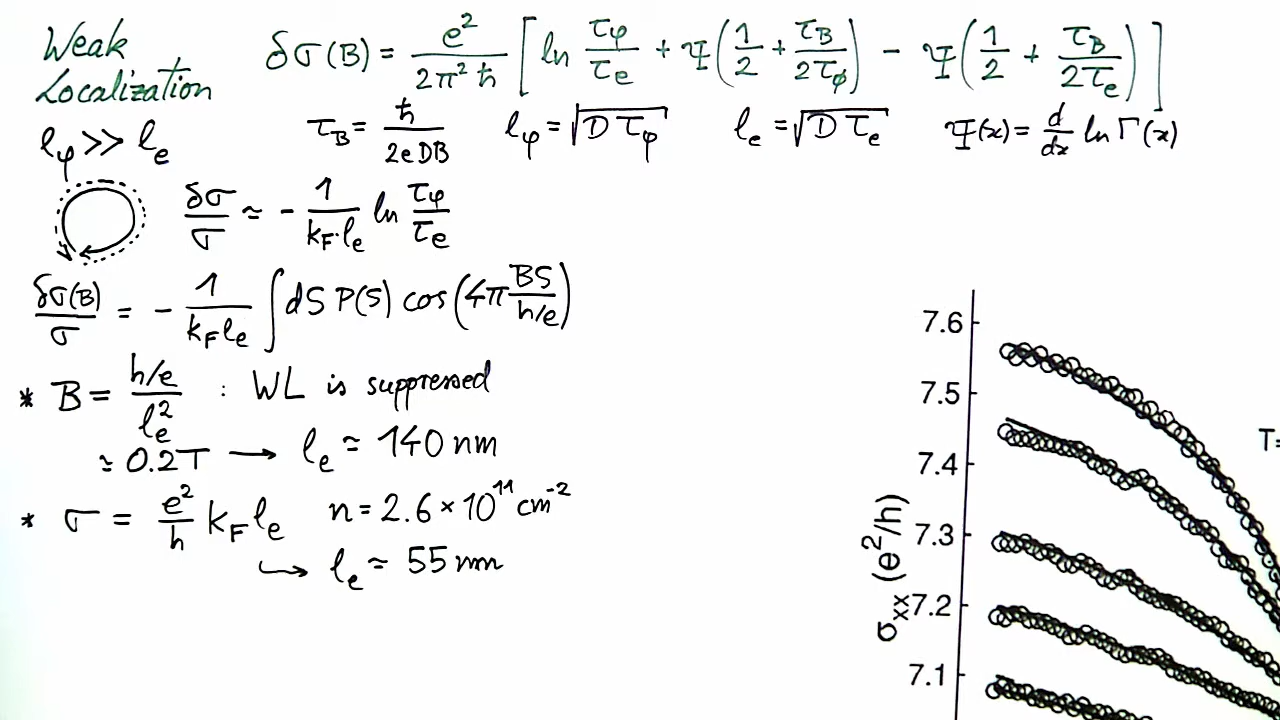 Weak
Localization
δσ(B) = e²/2π²ħ [ ln τφ/τe + Ψ(1/2 + τB/2τϕ) − Ψ(1/2 + τB/2τe) ]
lφ >> le
τB = ħ/2eDB
lφ = √Dτφ
le = √Dτe
Ψ(x) = d/dx ln Γ(x)
δσ/σ ≃ − 1/kF·le ln τφ/τe
δσ(B)/σ = − 1/kFle ∫ dS P(S) cos(4π BS/h/e)
* B = h/e/le² : WL is suppressed
≃ 0.2T → le ≃ 140 nm
* σ = e²/h kFle n = 2.6 × 10¹¹ cm⁻²
↪ le ≃ 55 nm
7.6
7.5
7.4
7.3
7.2
7.1
σxx (e²/h)
T=